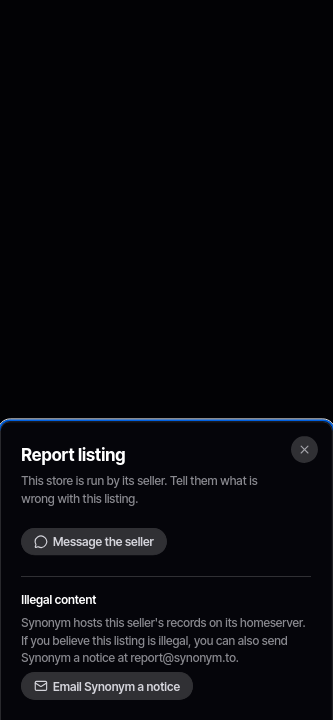 Report listing
This store is run by its seller. Tell them what is
wrong with this listing.
Message the seller
Illegal content
Synonym hosts this seller's records on its homeserver.
If you believe this listing is illegal, you can also send
Synonym a notice at report@synonym.to.
Email Synonym a notice